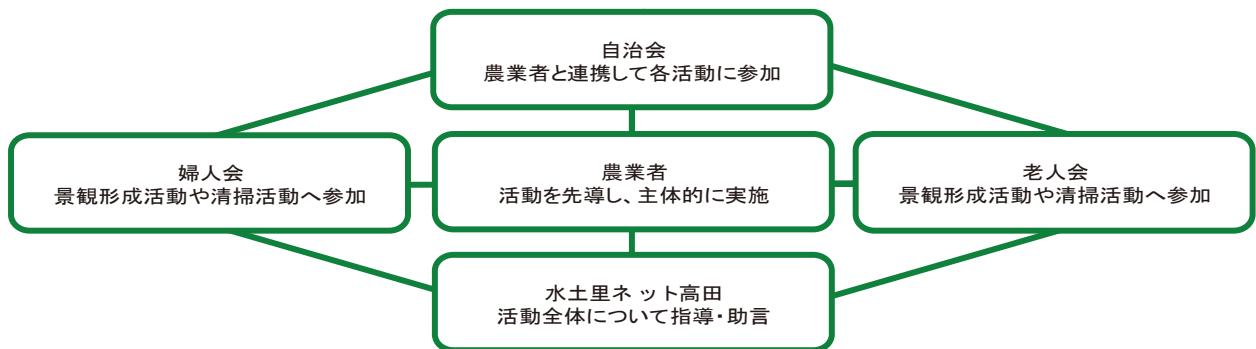 自治会
農業者と連携して各活動に参加
婦人会
景観形成活動や清掃活動へ参加
農業者
活動を先導し、主体的に実施
老人会
景観形成活動や清掃活動へ参加
水土里ネット高田
活動全体について指導・助言